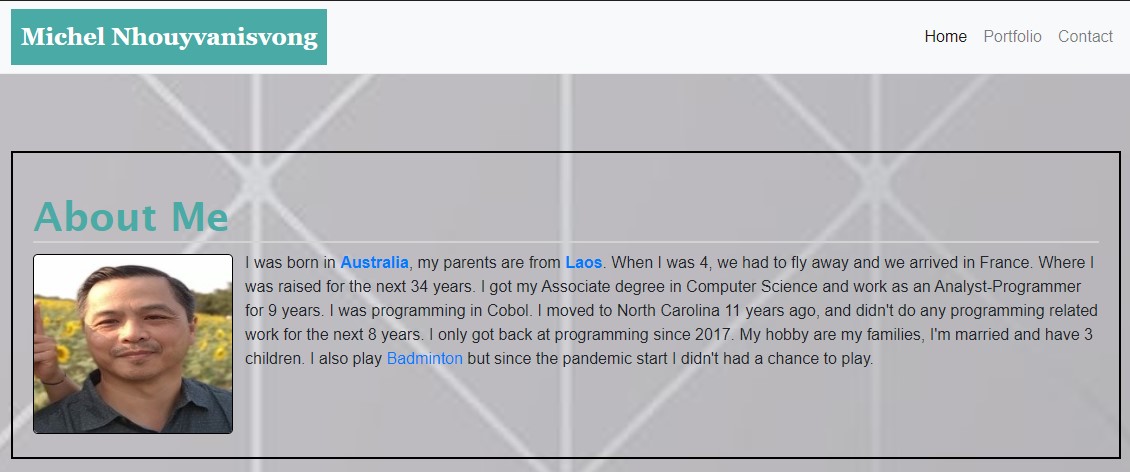 Michel Nhouyvanisvong
Home Portfolio Contact
About Me
I was born in Australia, my parents are from Laos. When I was 4, we had to fly away and we arrived in France. Where I
was raised for the next 34 years. I got my Associate degree in Computer Science and work as an Analyst-Programmer
for 9 years. I was programming in Cobol. I moved to North Carolina 11 years ago, and didn't do any programming related
work for the next 8 years. I only got back at programming since 2017. My hobby are my families, I'm married and have 3
children. I also play Badminton but since the pandemic start I didn't had a chance to play.